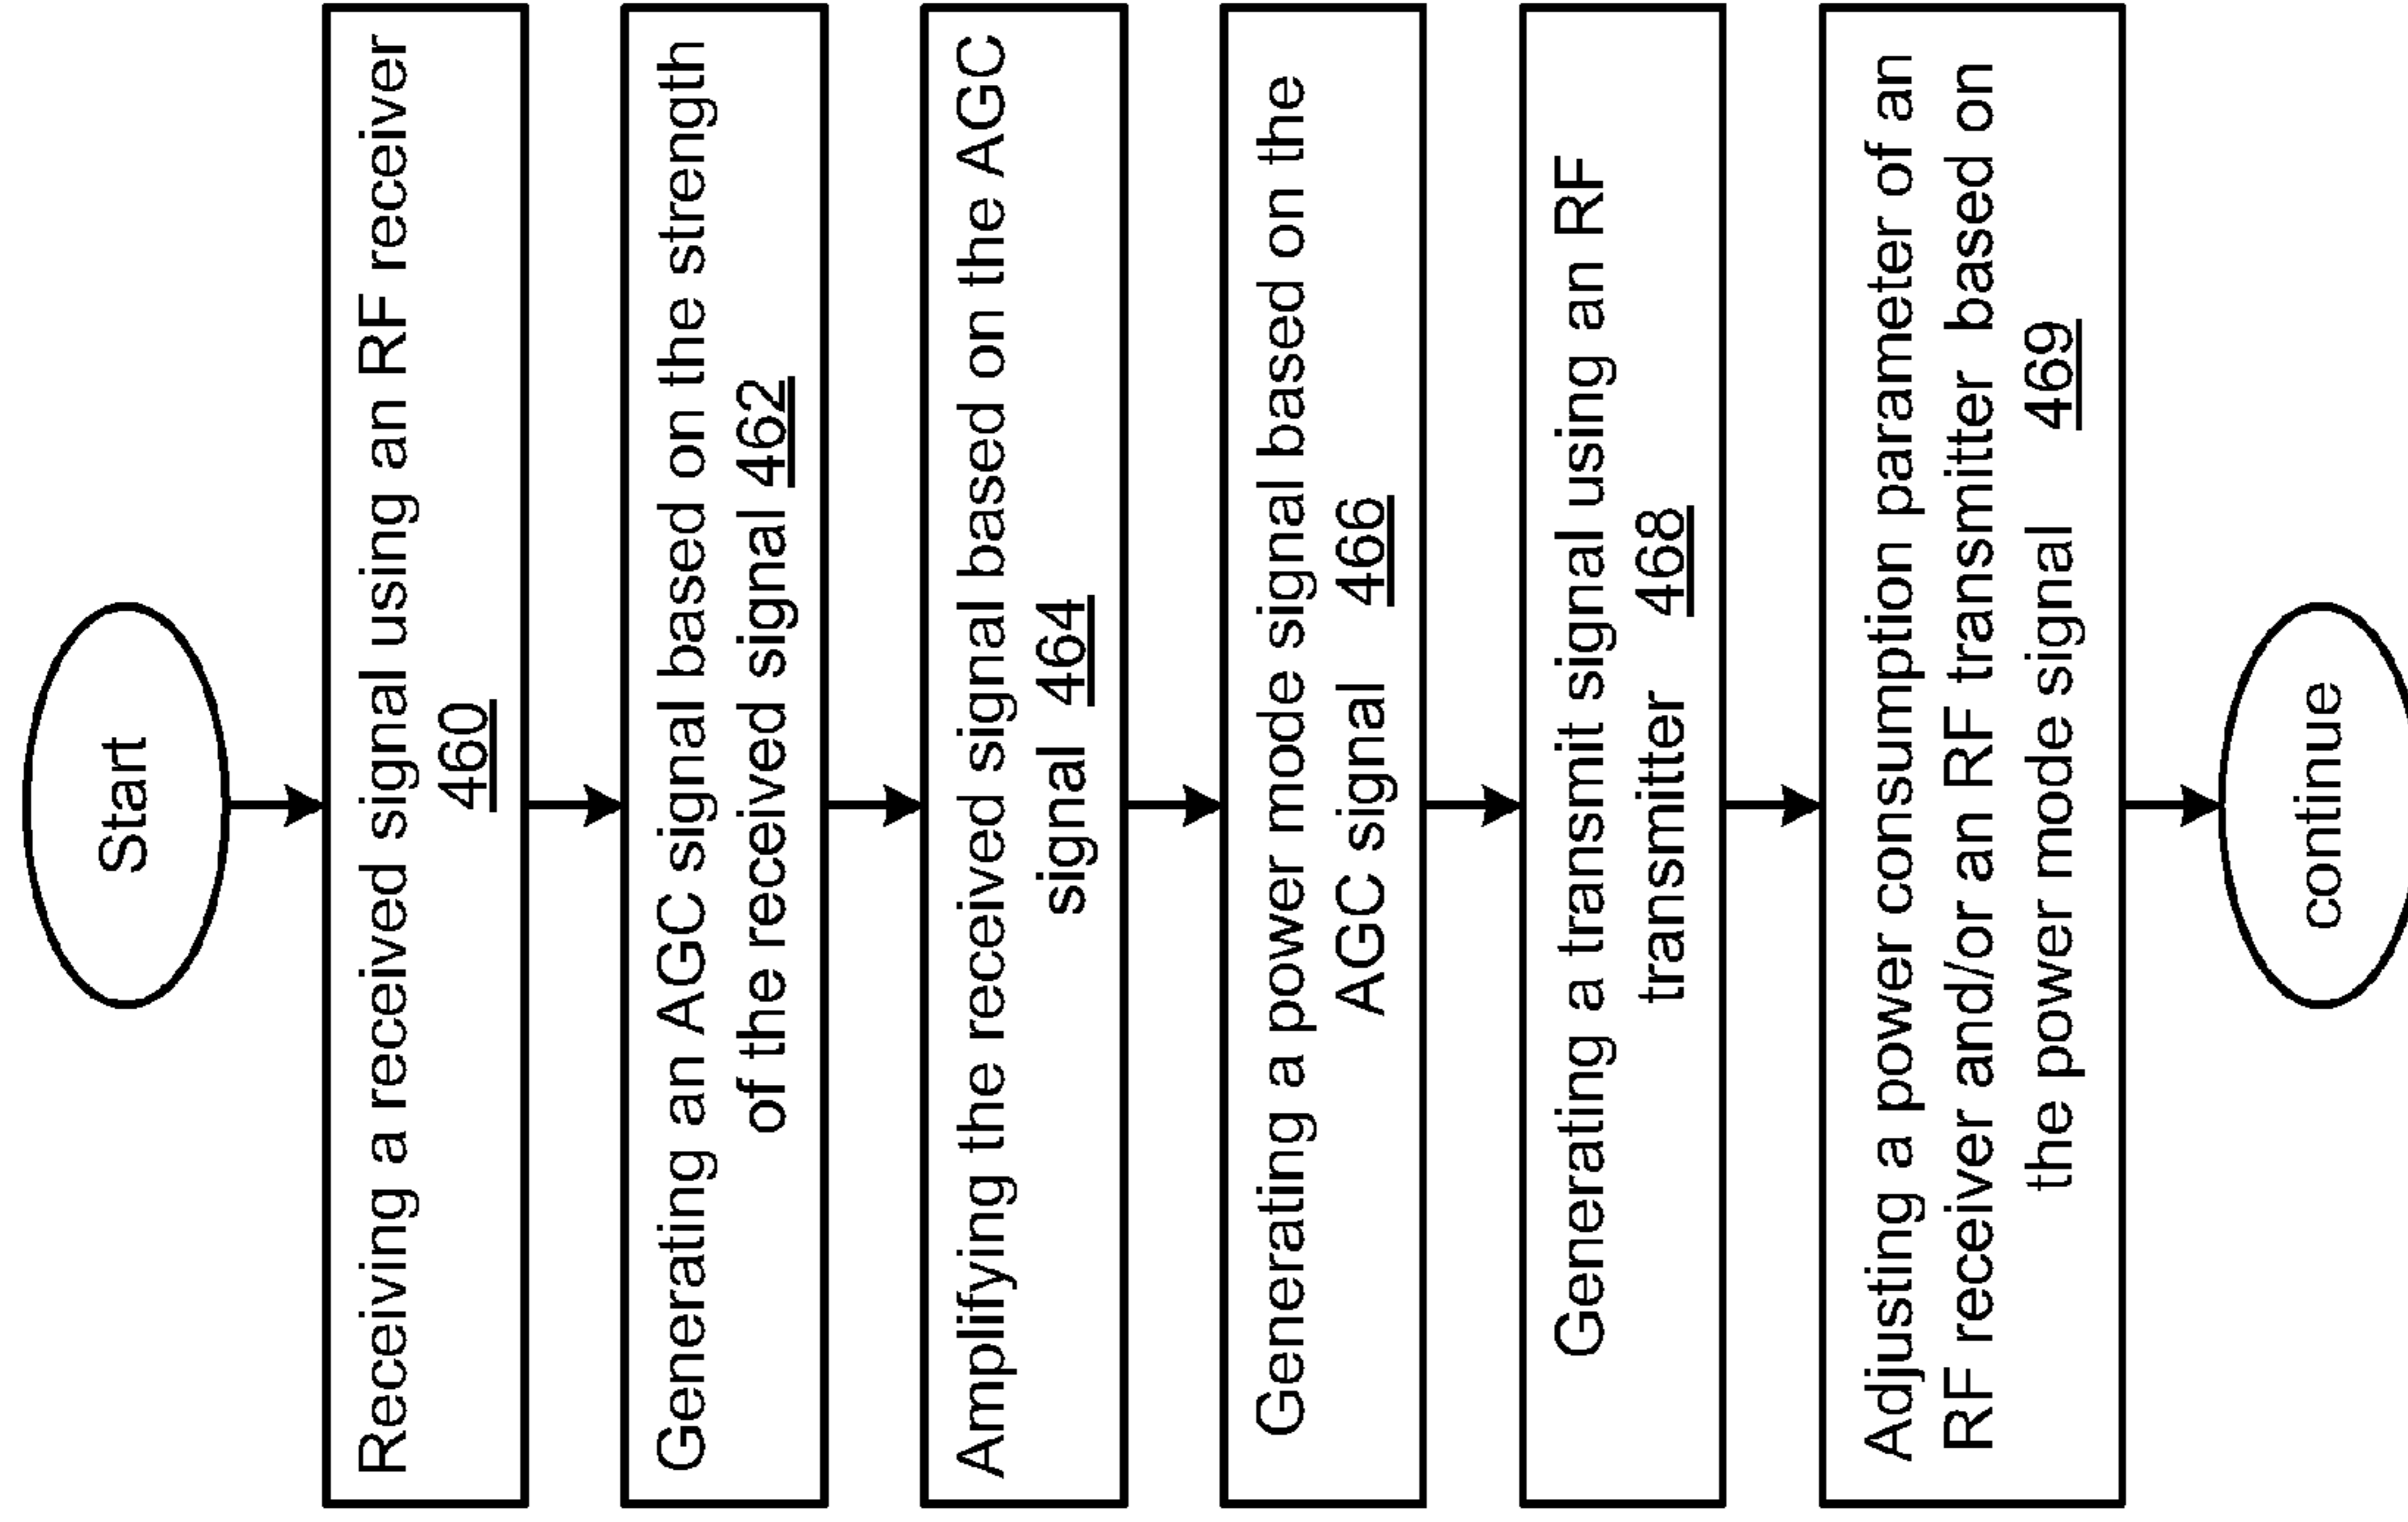 Start
Receiving a received signal using an RF receiver
460
Generating an AGC signal based on the strength
of the received signal 462
Amplifying the received signal based on the AGC
signal 464
Generating a power mode signal based on the
AGC signal 466
Generating a transmit signal using an RF
transmitter 468
Adjusting a power consumption parameter of an
RF receiver and/or an RF transmitter based on
the power mode signal 469
continue